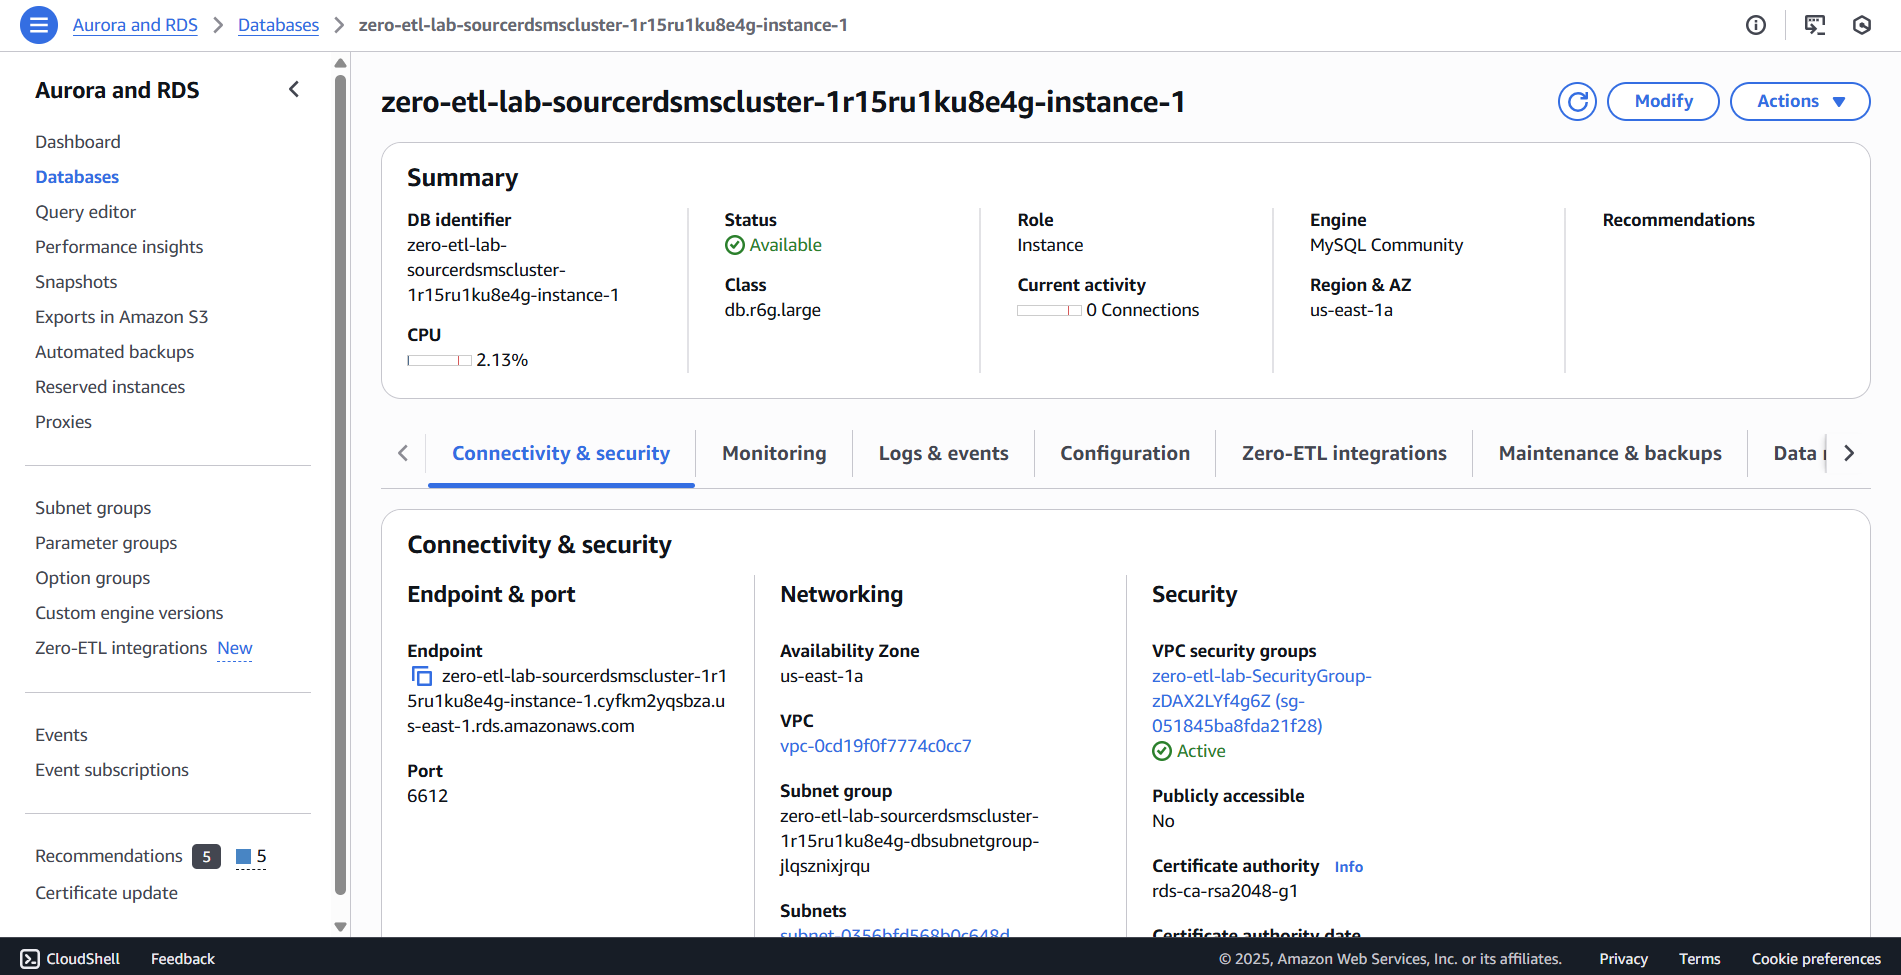 Aurora and RDS
Databases
zero-etl-lab-sourcerdsmscluster-1r15ru1ku8e4g-instance-1
Aurora and RDS
Dashboard
Databases
Query editor
Performance insights
Snapshots
Exports in Amazon S3
Automated backups
Reserved instances
Proxies
Subnet groups
Parameter groups
Option groups
Custom engine versions
Zero-ETL integrations New
Events
Event subscriptions
Recommendations 5 5
Certificate update
zero-etl-lab-sourcerdsmscluster-1r15ru1ku8e4g-instance-1
Modify
Actions
Summary
DB identifier
zero-etl-lab-
sourcerdsmscluster-
1r15ru1ku8e4g-instance-1
CPU
2.13%
Status
Available
Class
db.r6g.large
Role
Instance
Current activity
0 Connections
Engine
MySQL Community
Region & AZ
us-east-1a
Recommendations
Connectivity & security
Monitoring
Logs & events
Configuration
Zero-ETL integrations
Maintenance & backups
Data
Connectivity & security
Endpoint & port
Endpoint
zero-etl-lab-sourcerdsmscluster-1r1
5ru1ku8e4g-instance-1.cyfkm2yqsbza.u
s-east-1.rds.amazonaws.com
Port
6612
Networking
Availability Zone
us-east-1a
VPC
vpc-0cd19f0f7774c0cc7
Subnet group
zero-etl-lab-sourcerdsmscluster-
1r15ru1ku8e4g-dbsubnetgroup-
jlqsznixjrqu
Subnets
subnet-0356bfd568b0c648d
Security
VPC security groups
zero-etl-lab-SecurityGroup-
zDAX2LYf4g6Z (sg-
051845ba8fda21f28)
Active
Publicly accessible
No
Certificate authority Info
rds-ca-rsa2048-g1
Certificate authority date
CloudShell
Feedback
© 2025, Amazon Web Services, Inc. or its affiliates.
Privacy
Terms
Cookie preferences